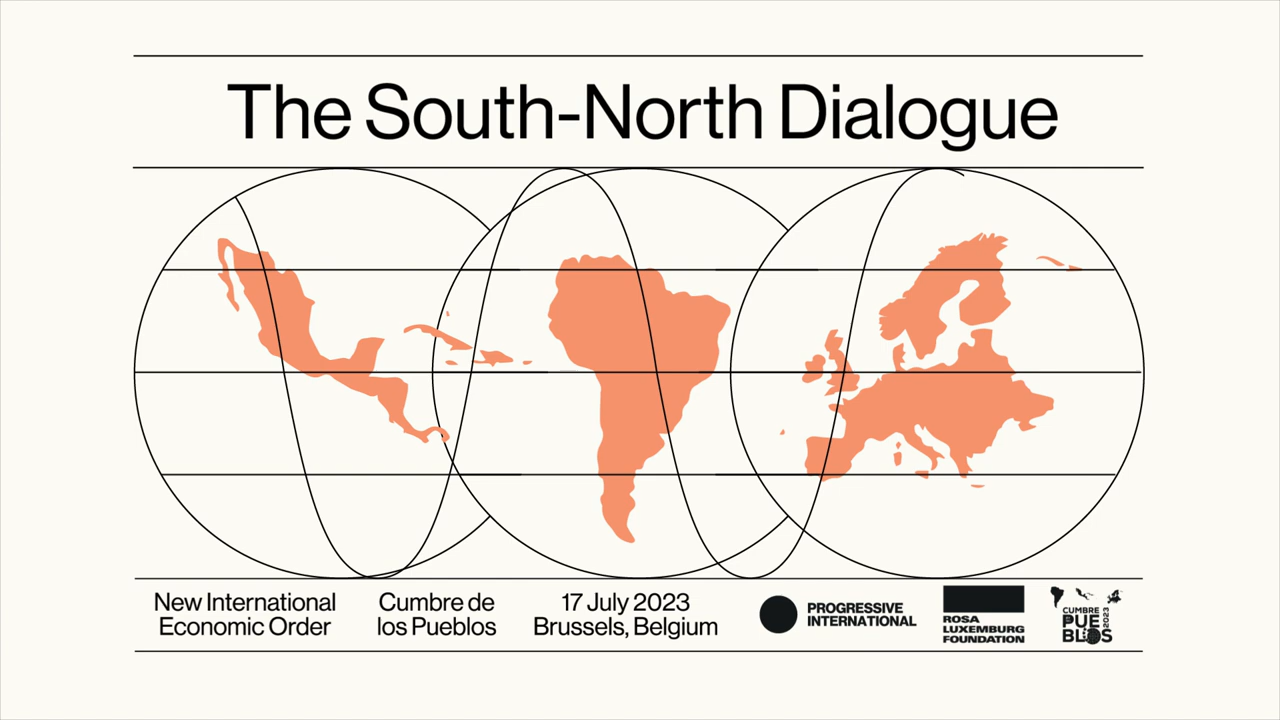 The South-North Dialogue
New International
Economic Order
Cumbre de
los Pueblos
17 July 2023
Brussels, Belgium
PROGRESSIVE
INTERNATIONAL
ROSA
LUXEMBURG
FOUNDATION
CUMBRE
PUE
BLOS
2023